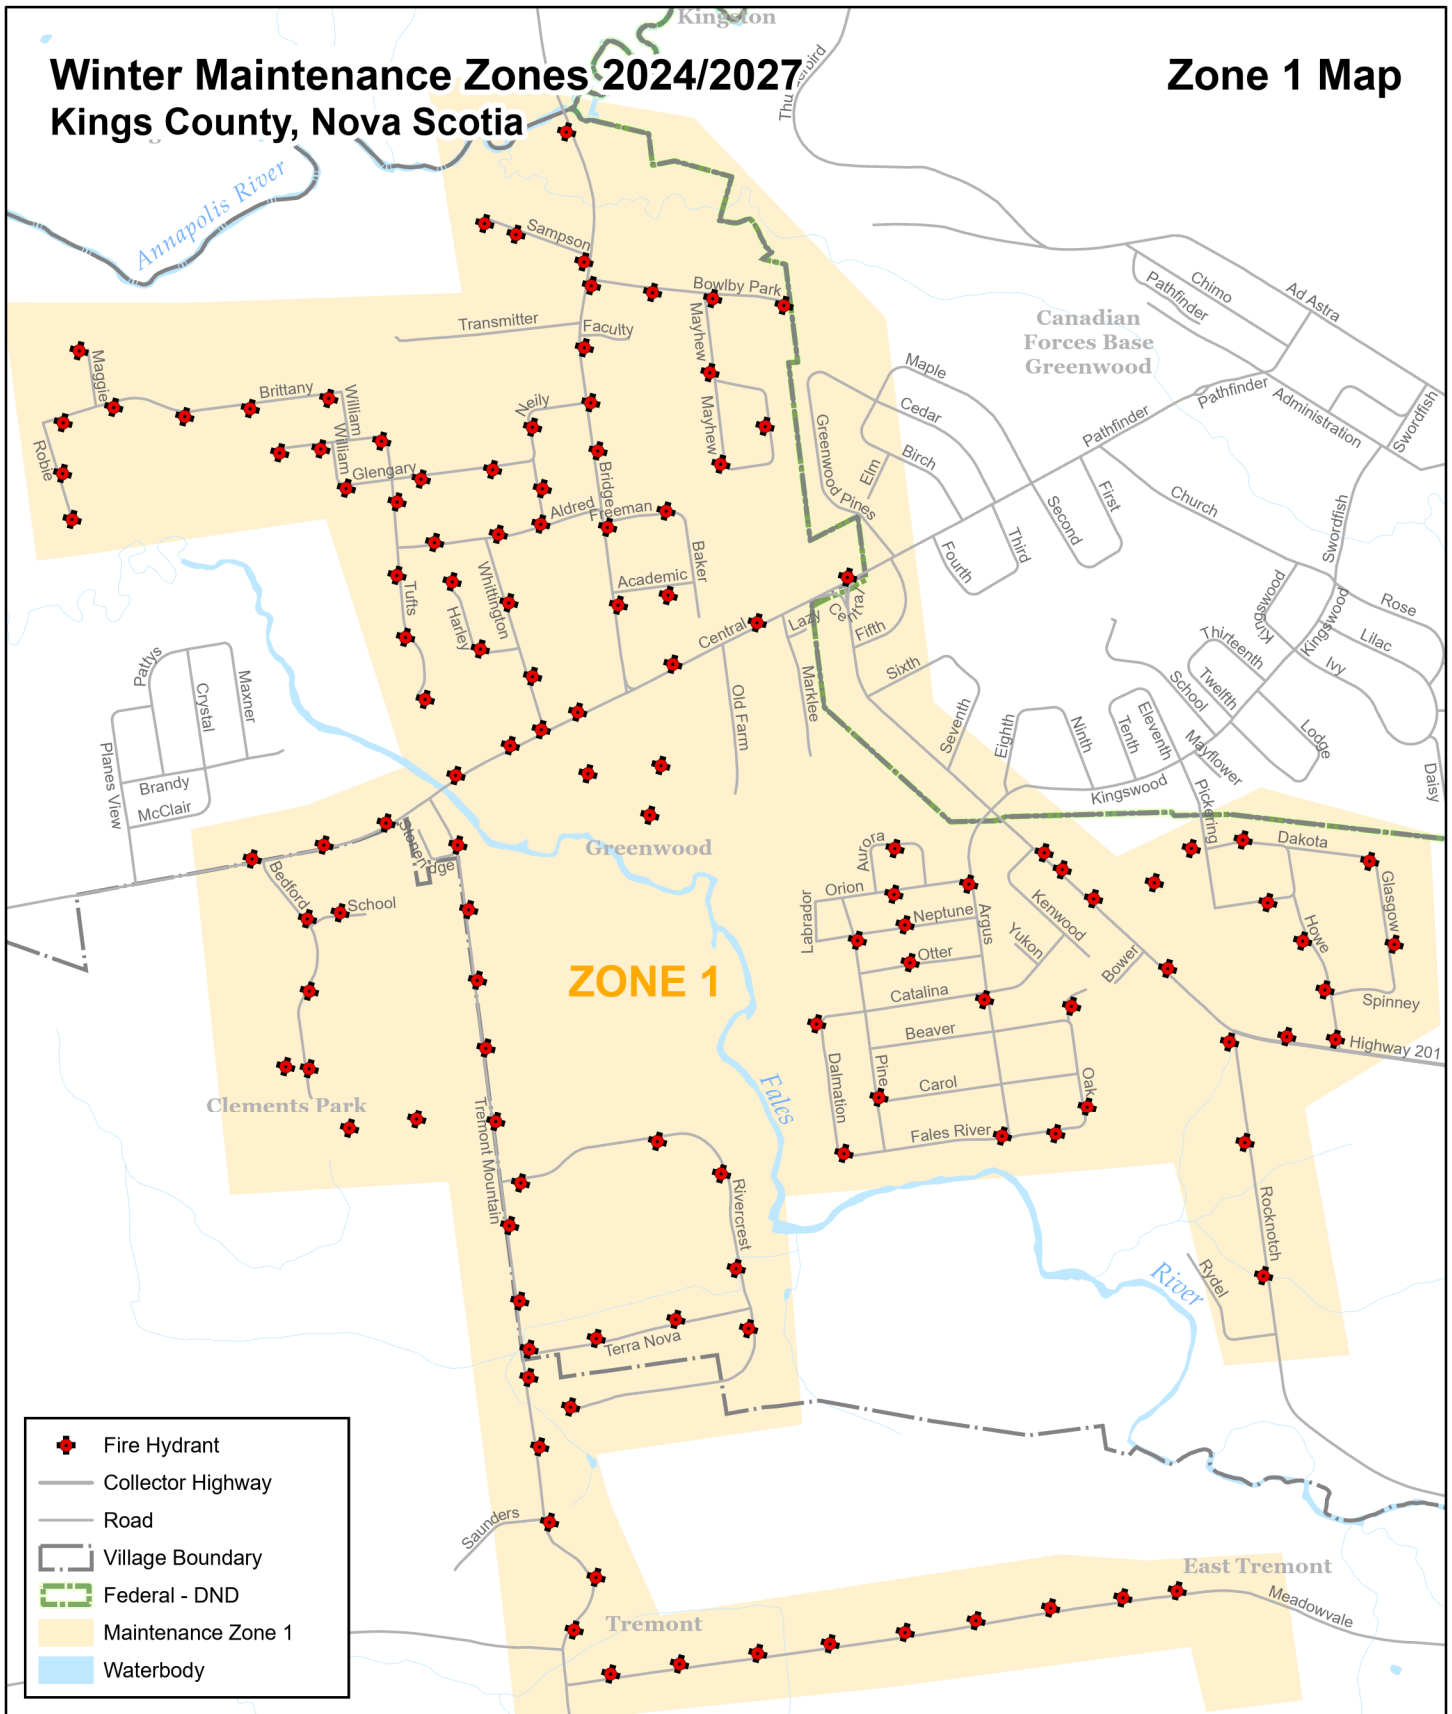 Kingston
Winter Maintenance Zones 2024/2027
Zone 1 Map
Kings County, Nova Scotia
Annapolis River
Sampson
Bowlby Park
Transmitter
Faculty
Mayhew
Mayhew
Maggie
Brittany
William
William
Neily
Robie
Glengary
Bridge
Aldred
Freeman
Baker
Academic
Tufts
Harley
Whittington
Central
Lazy
Central
Fifth
Old Farm
Marklee
Greenwood Pines
Canadian
Forces Base
Greenwood
Chimo
Pathfinder
Ad Astra
Maple
Cedar
Birch
Elm
Pathfinder
Pathfinder
Administration
Swordfish
Second
First
Third
Fourth
Church
Swordfish
Kingswood
Kingswood
Rose
Lilac
Ivy
Thirteenth
Twelfth
School
Lodge
Sixth
Seventh
Eighth
Ninth
Tenth
Eleventh
Mayflower
Kingswood
Pickering
Daisy
Pattys
Crystal
Maxner
Planes View
Brandy
McClair
Greenwood
Bedford
School
Aurora
Orion
Labrador
Neptune
Argus
Otter
Catalina
Beaver
Carol
Pine
Dalmation
Fales River
Oak
Kenwood
Yukon
Bower
Dakota
Glasgow
Howe
Spinney
Highway 201
ZONE 1
Clements Park
Tremont Mountain
Fales
River
Rivercrest
Terra Nova
Rocknotch
Rydel
Saunders
Tremont
East Tremont
Meadowvale
Fire Hydrant
Collector Highway
Road
Village Boundary
Federal - DND
Maintenance Zone 1
Waterbody